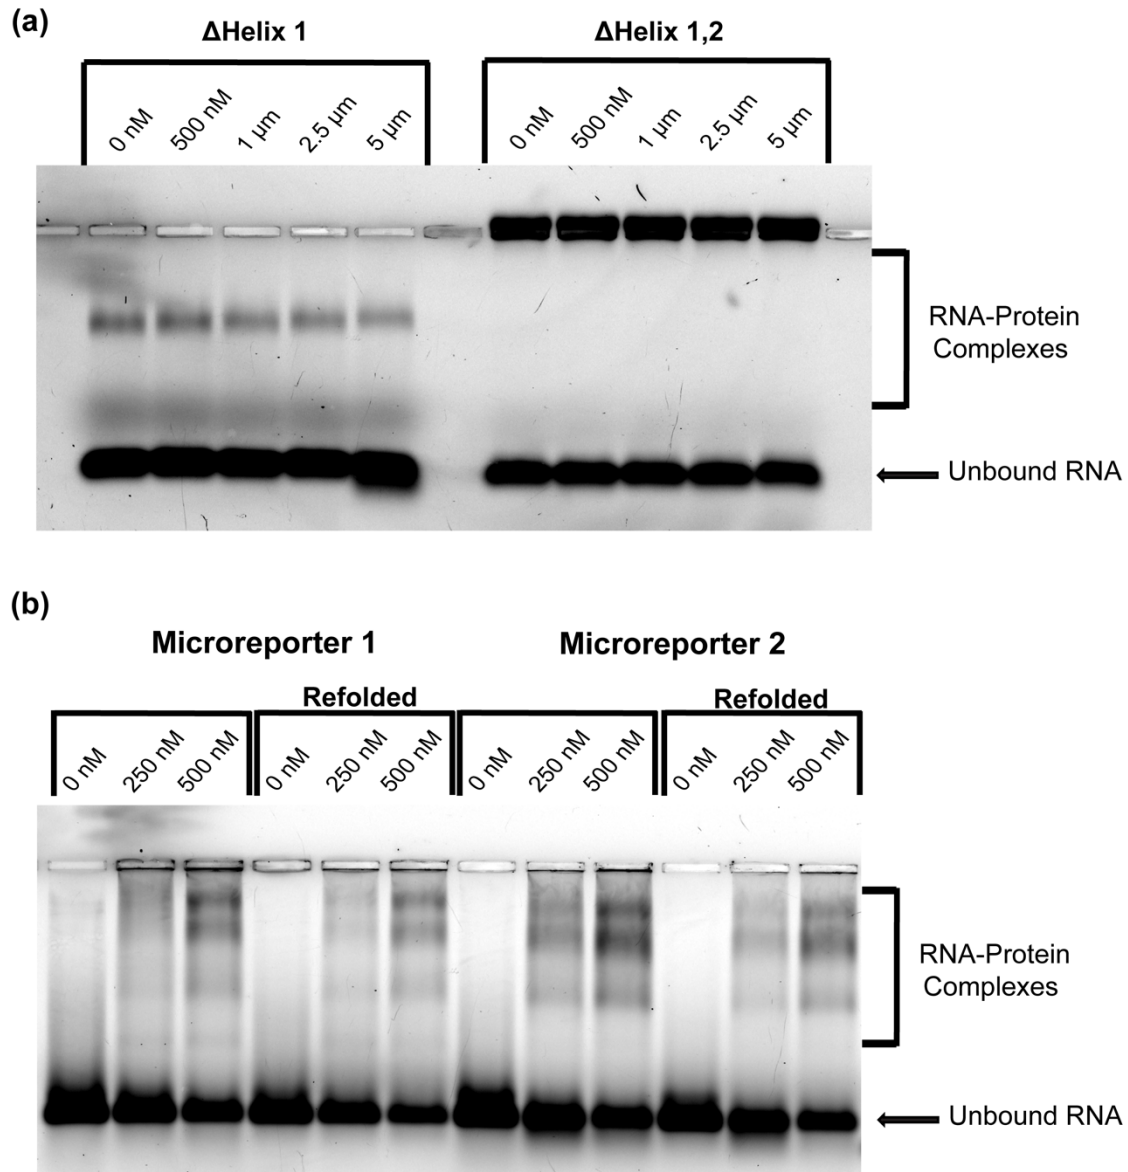 (a)
ΔHelix 1
ΔHelix 1,2
0 nM
500 nM
1 µm
2.5 µm
5 µm
0 nM
500 nM
1 µm
2.5 µm
5 µm
RNA-Protein
Complexes
Unbound RNA
(b)
Microreporter 1
Microreporter 2
Refolded
Refolded
0 nM
250 nM
500 nM
0 nM
250 nM
500 nM
0 nM
250 nM
500 nM
0 nM
250 nM
500 nM
RNA-Protein
Complexes
Unbound RNA